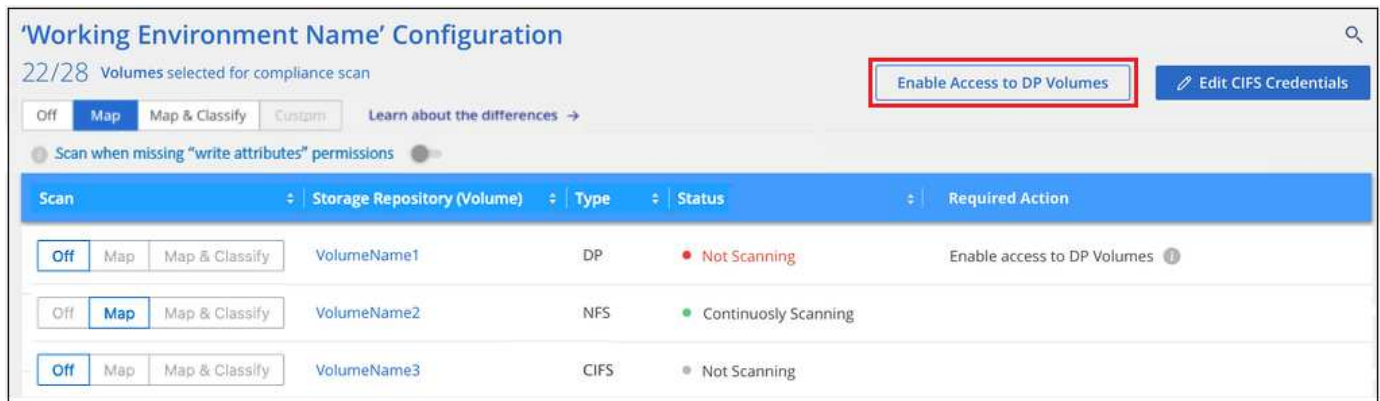 ‘Working Environment Name’ Configuration
22/28 Volumes selected for compliance scan
Enable Access to DP Volumes
Edit CIFS Credentials
Off Map Map & Classify Custom Learn about the differences →
Scan when missing “write attributes” permissions
Scan Storage Repository (Volume) Type Status Required Action
Off Map Map & Classify VolumeName1 DP Not Scanning Enable access to DP Volumes
Off Map Map & Classify VolumeName2 NFS Continuosly Scanning
Off Map Map & Classify VolumeName3 CIFS Not Scanning